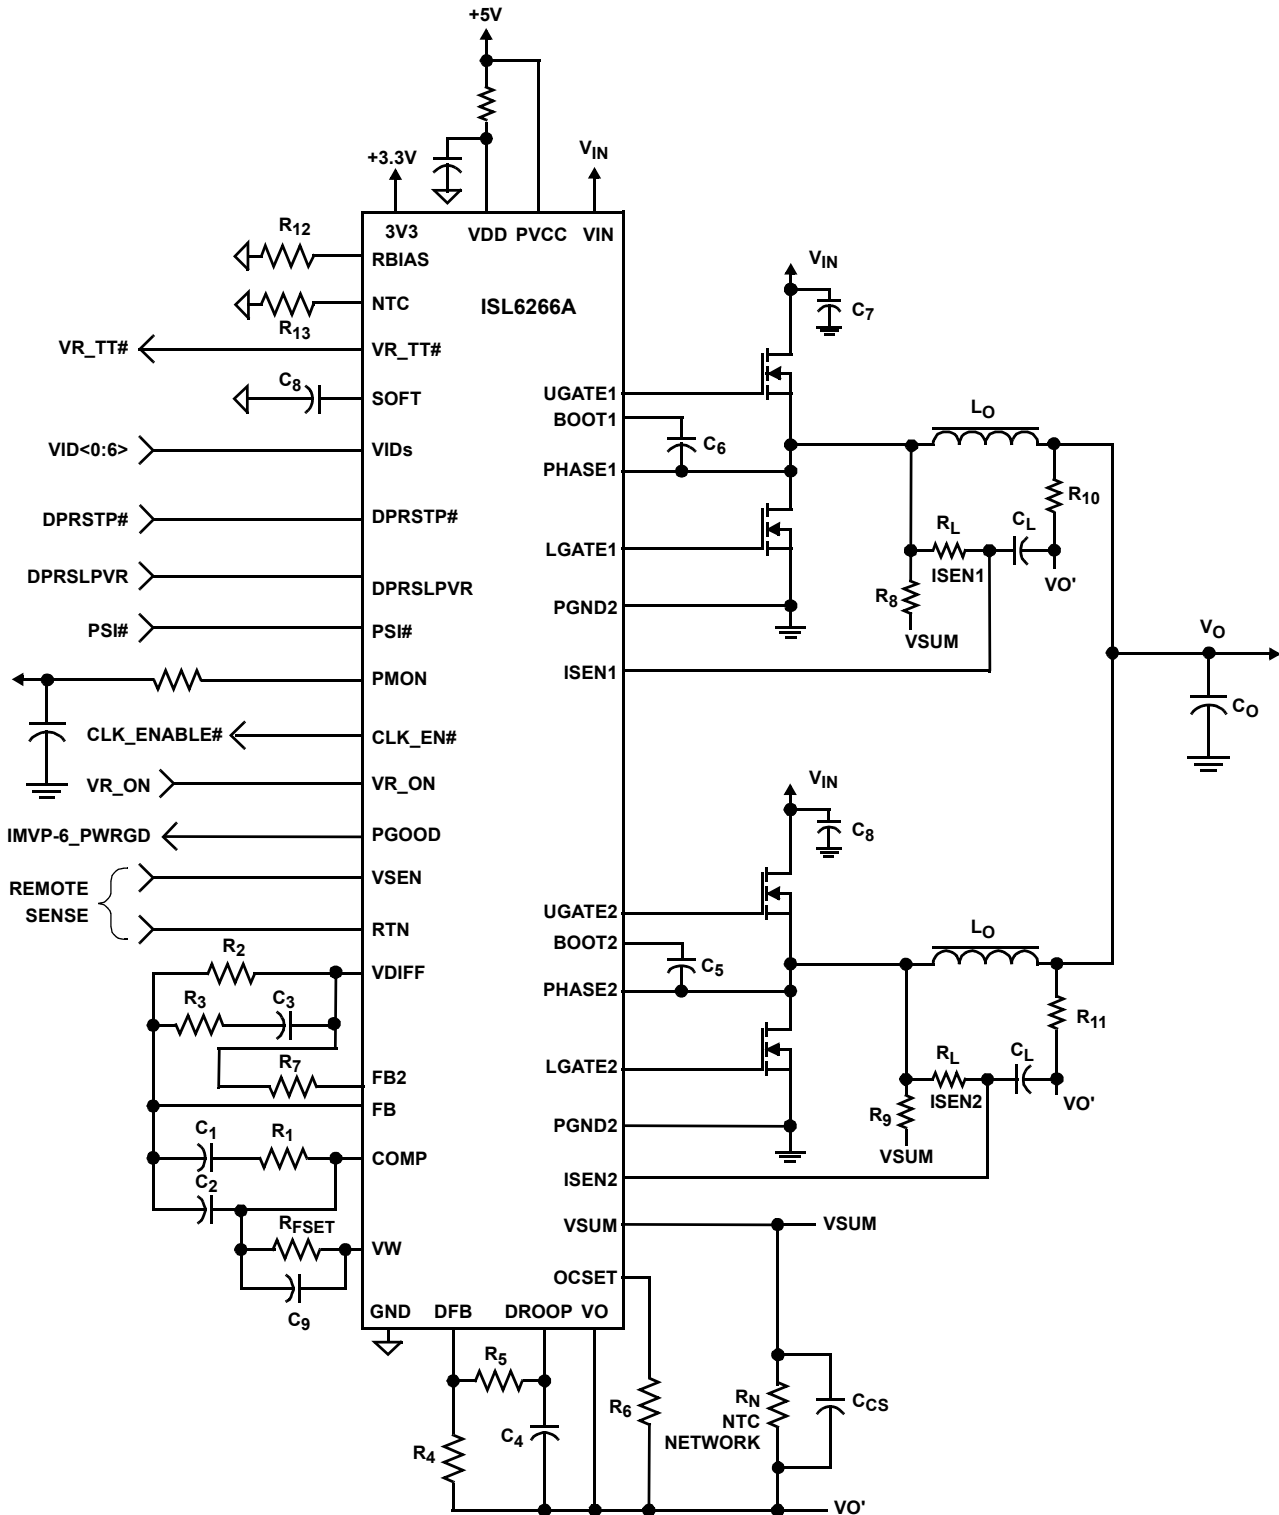 +5V
+3.3V
VIN
3V3
VDD
PVCC
VIN
R12
RBIAS
ISL6266A
NTC
R13
VR_TT#
VR_TT#
C8
SOFT
VID<0:6>
VIDs
DPRSTP#
DPRSTP#
DPRSLPVR
DPRSLPVR
PSI#
PSI#
PMON
CLK_ENABLE#
CLK_EN#
VR_ON
VR_ON
IMVP-6_PWRGD
PGOOD
REMOTE
SENSE
VSEN
RTN
R2
VDIFF
R3
C3
R7
FB2
FB
C1
R1
COMP
C2
RFSET
VW
C9
GND
DFB
DROOP
VO
VIN
C7
UGATE1
BOOT1
C6
PHASE1
LGATE1
PGND2
ISEN1
LO
R10
RL
CL
ISEN1
VO'
R8
VSUM
VO
CO
VIN
C8
UGATE2
BOOT2
C5
PHASE2
LGATE2
PGND2
ISEN2
LO
R11
RL
CL
ISEN2
VO'
R9
VSUM
VSUM
VSUM
OCSET
R5
R4
C4
R6
RN
NTC
NETWORK
CCS
VO'